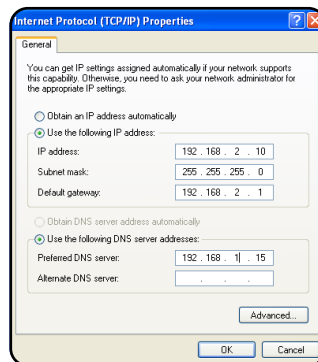 Internet Protocol (TCP/IP) Properties
General
You can get IP settings assigned automatically if your network supports
this capability. Otherwise, you need to ask your network administrator for
the appropriate IP settings.
Obtain an IP address automatically
Use the following IP address:
IP address: 192 . 168 . 2 . 10
Subnet mask: 255 . 255 . 255 . 0
Default gateway: 192 . 168 . 2 . 1
Obtain DNS server address automatically
Use the following DNS server addresses:
Preferred DNS server: 192 . 168 . 1 . 15
Alternate DNS server: . . .
Advanced...
OK Cancel